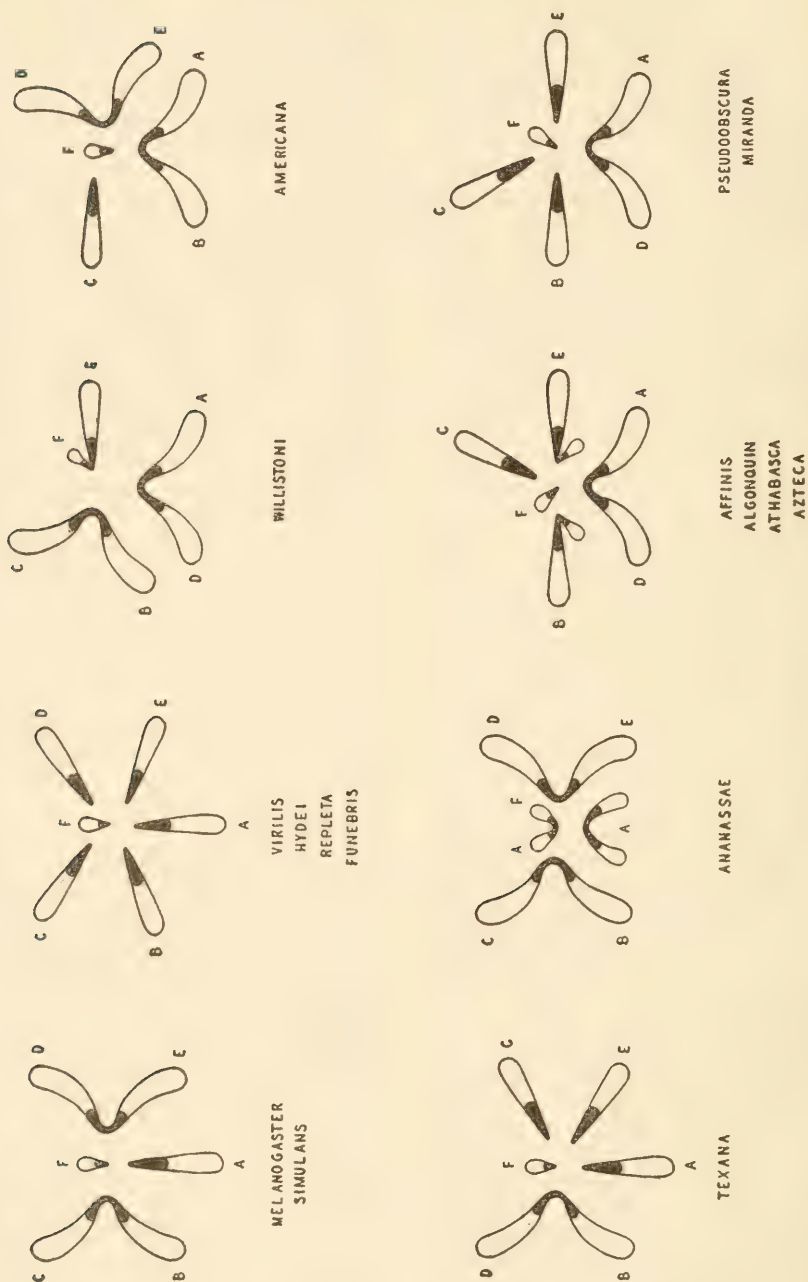 C
D
F
B
E
A
MELANOGASTER
SIMULANS
C
D
F
B
E
A
VIRILIS
HYDEI
REPLETA
FUNEBRIS
C
F
E
B
D
A
WILLISTONI
D
E
F
C
B
A
AMERICANA
D
C
F
E
B
A
TEXANA
C
D
A
F
B
A
E
ANANASSAE
C
F
B
E
D
A
AFFINIS
ALGONQUIN
ATHABASCA
AZTECA
C
F
B
E
D
A
PSEUDOOBSCURA
MIRANDA